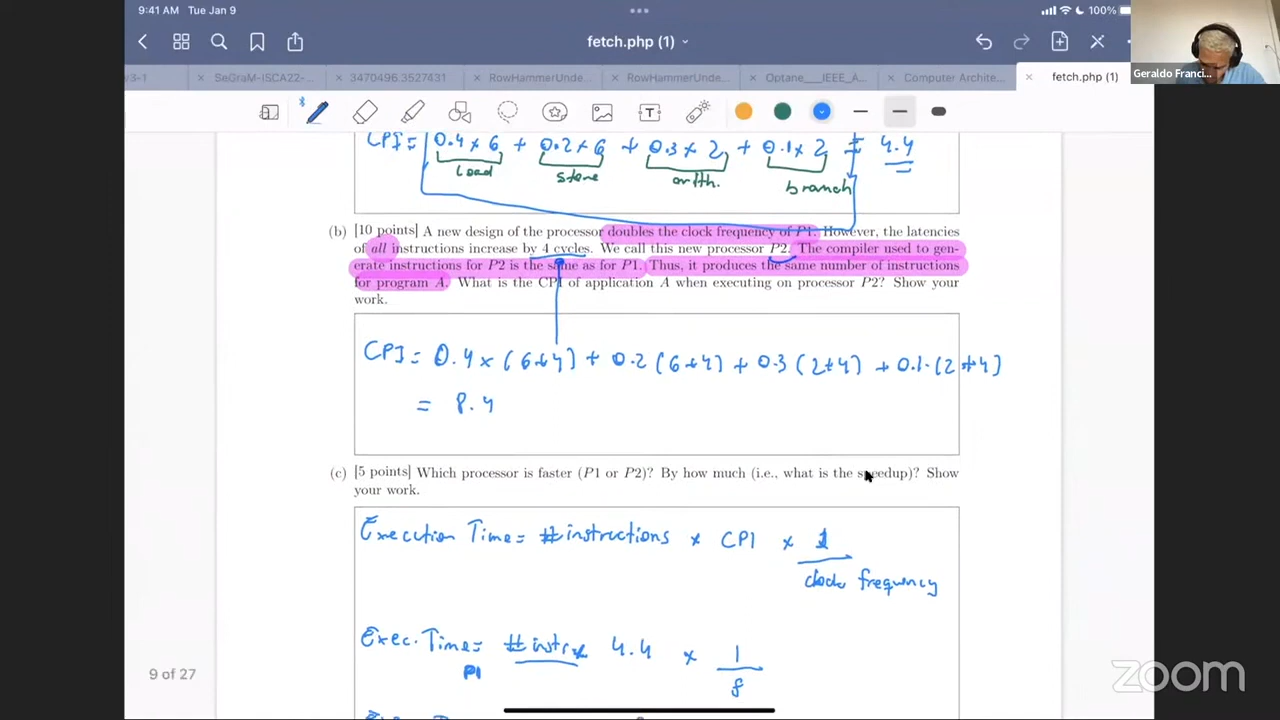 9:41 AM Tue Jan 9
100%
fetch.php (1)
Geraldo Franci...
v3-1
SeGraM-ISCA22-...
3470496.3527431
RowHammerUnde...
RowHammerUnde...
Optane___IEEE_A...
Computer Archite...
fetch.php (1)
CPI = 0.4 × 6 + 0.2 × 6 + 0.3 × 2 + 0.1 × 2 = 4.4
load store arith. branch
(b) [10 points] A new design of the processor doubles the clock frequency of P1. However, the latencies
of all instructions increase by 4 cycles. We call this new processor P2. The compiler used to gen-
erate instructions for P2 is the same as for P1. Thus, it produces the same number of instructions
for program A. What is the CPI of application A when executing on processor P2? Show your
work.
CPI = 0.4 × (6+4) + 0.2 (6+4) + 0.3 (2+4) + 0.1 · (2+4)
= 8.4
(c) [5 points] Which processor is faster (P1 or P2)? By how much (i.e., what is the speedup)? Show
your work.
Execution Time = #instructions × CPI × 1
clock frequency
Exec. Time = #instr × 4.4 × 1
P1
f
9 of 27
zoom